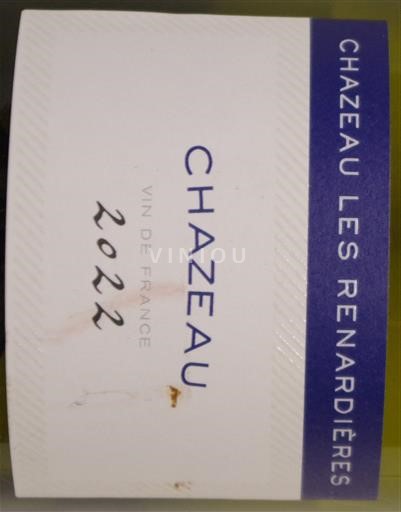 CHAZEAU LES RENARDIÈRES
CHAZEAU
VIN DE FRANCE
2022
VINIOU